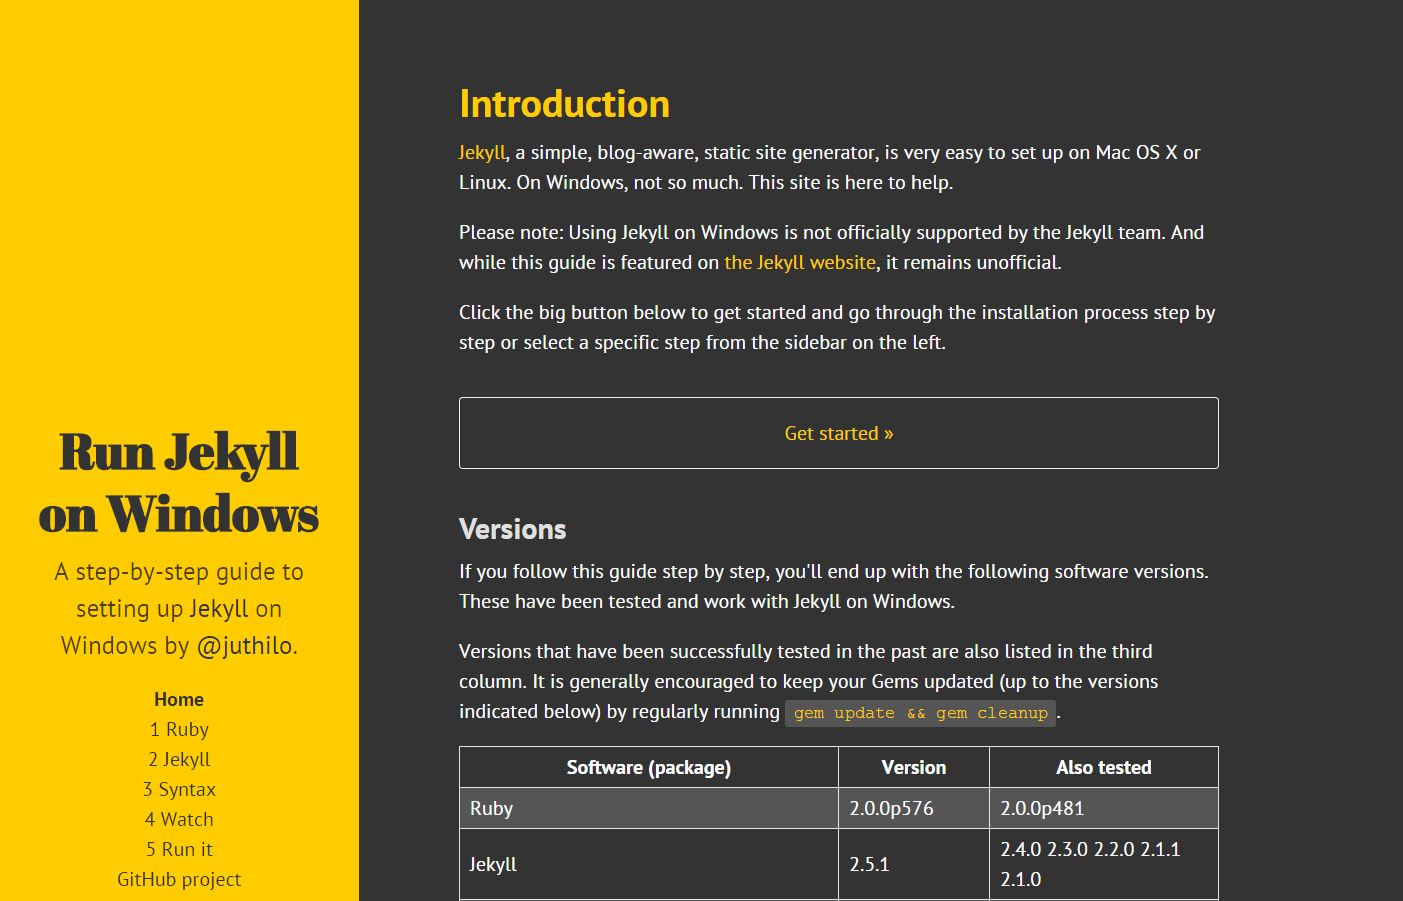 Run Jekyll
on Windows
A step-by-step guide to
setting up Jekyll on
Windows by @juthilo.
Home
1 Ruby
2 Jekyll
3 Syntax
4 Watch
5 Run it
GitHub project
Introduction
Jekyll, a simple, blog-aware, static site generator, is very easy to set up on Mac OS X or
Linux. On Windows, not so much. This site is here to help.
Please note: Using Jekyll on Windows is not officially supported by the Jekyll team. And
while this guide is featured on the Jekyll website, it remains unofficial.
Click the big button below to get started and go through the installation process step by
step or select a specific step from the sidebar on the left.
Get started »
Versions
If you follow this guide step by step, you'll end up with the following software versions.
These have been tested and work with Jekyll on Windows.
Versions that have been successfully tested in the past are also listed in the third
column. It is generally encouraged to keep your Gems updated (up to the versions
indicated below) by regularly running gem update && gem cleanup.
Software (package) Version Also tested
Ruby 2.0.0p576 2.0.0p481
Jekyll 2.5.1 2.4.0 2.3.0 2.2.0 2.1.1
2.1.0